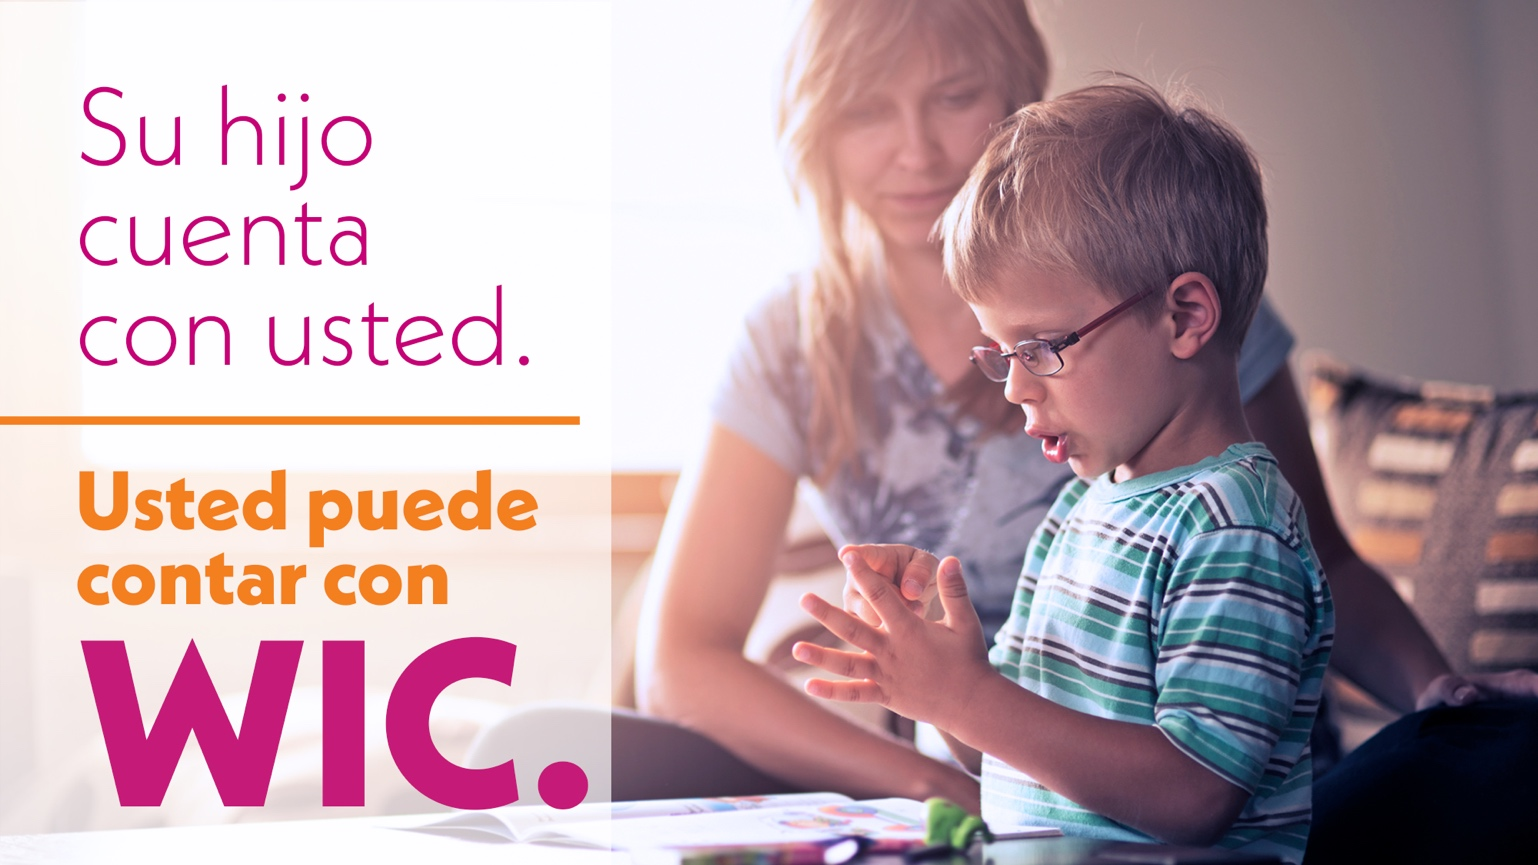 Su hijo
cuenta
con usted.
Usted puede
contar con
WIC.